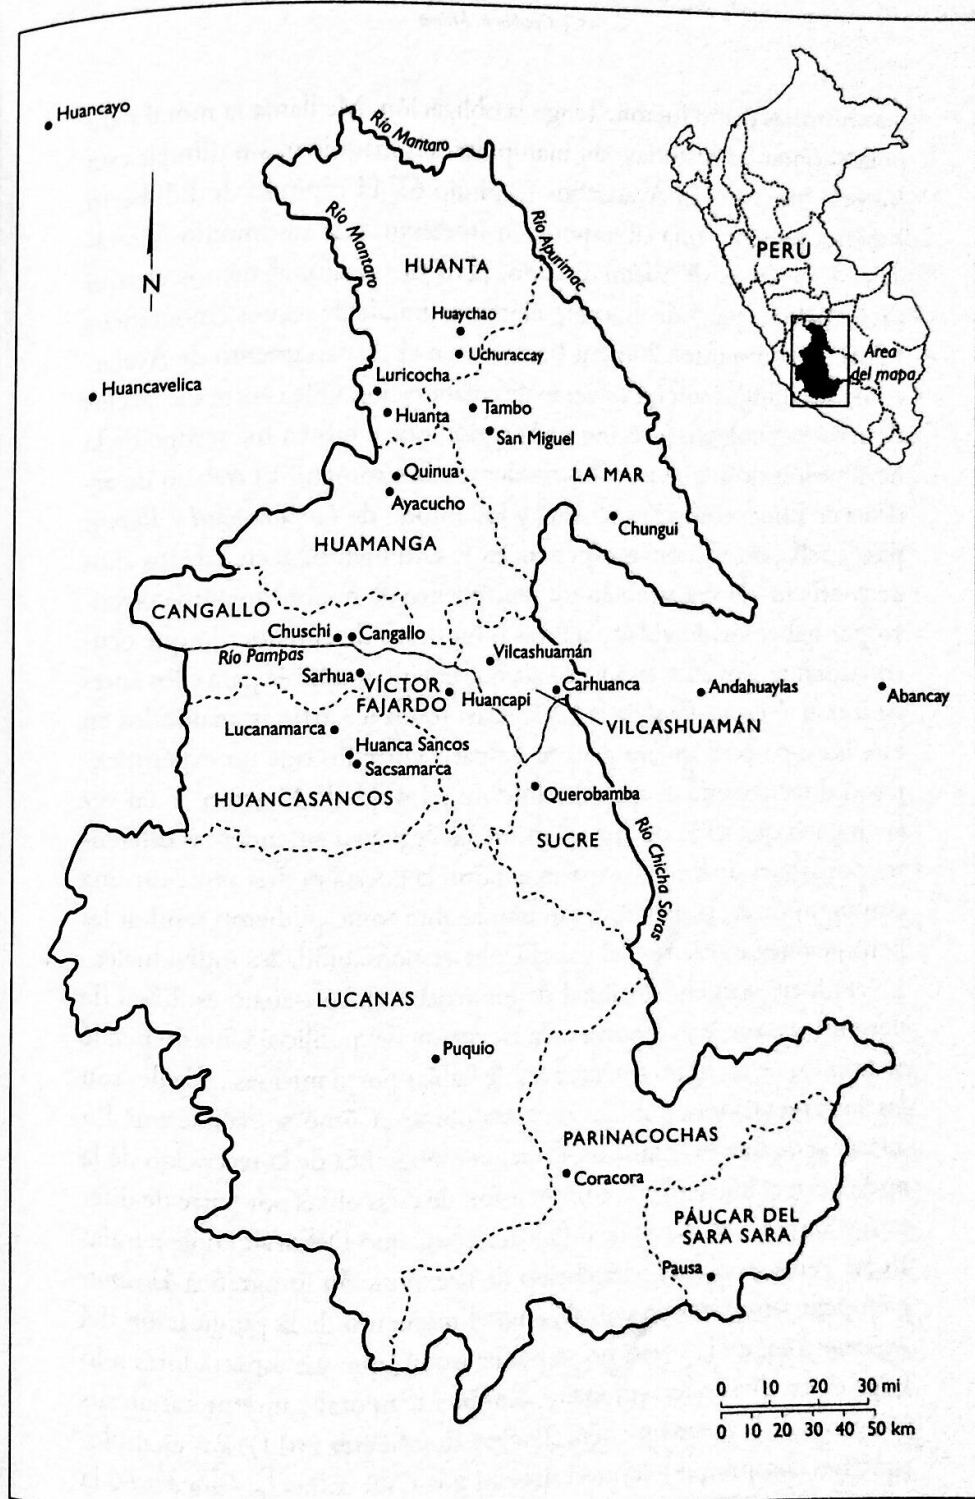 Huancayo
Río Mantaro
Río Mantaro
Río Apurimac
HUANTA
PERÚ
N
Huaychao
Uchuraccay
Área
del mapa
Huancavelica
Luricocha
Huanta
Tambo
San Miguel
LA MAR
Quinua
Ayacucho
Chungui
HUAMANGA
CANGALLO
Chuschi
Cangallo
Río Pampas
Vilcashuamán
Sarhua
VÍCTOR
FAJARDO
Huancapi
Carhuanca
Andahuaylas
Abancay
VILCASHUAMÁN
Lucanamarca
Huanca Sancos
Sacsamarca
HUANCASANCOS
Querobamba
SUCRE
Río Chicha Soras
LUCANAS
Puquio
PARINACOCHAS
Coracora
PÁUCAR DEL
SARA SARA
Pausa
0 10 20 30 mi
0 10 20 30 40 50 km